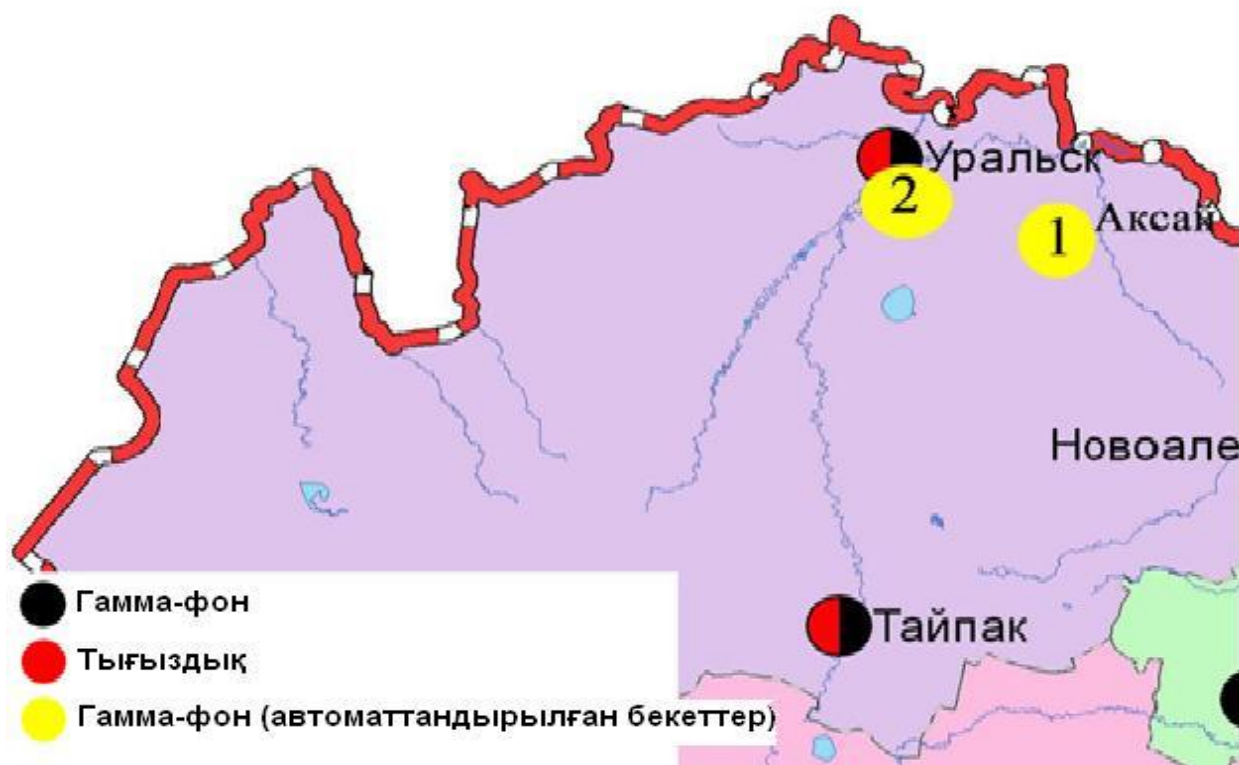 Уральск
2
1
Аксай
Новоале
Тайпак
Гамма-фон
Тығыздық
Гамма-фон (автоматтандырылған бекеттер)